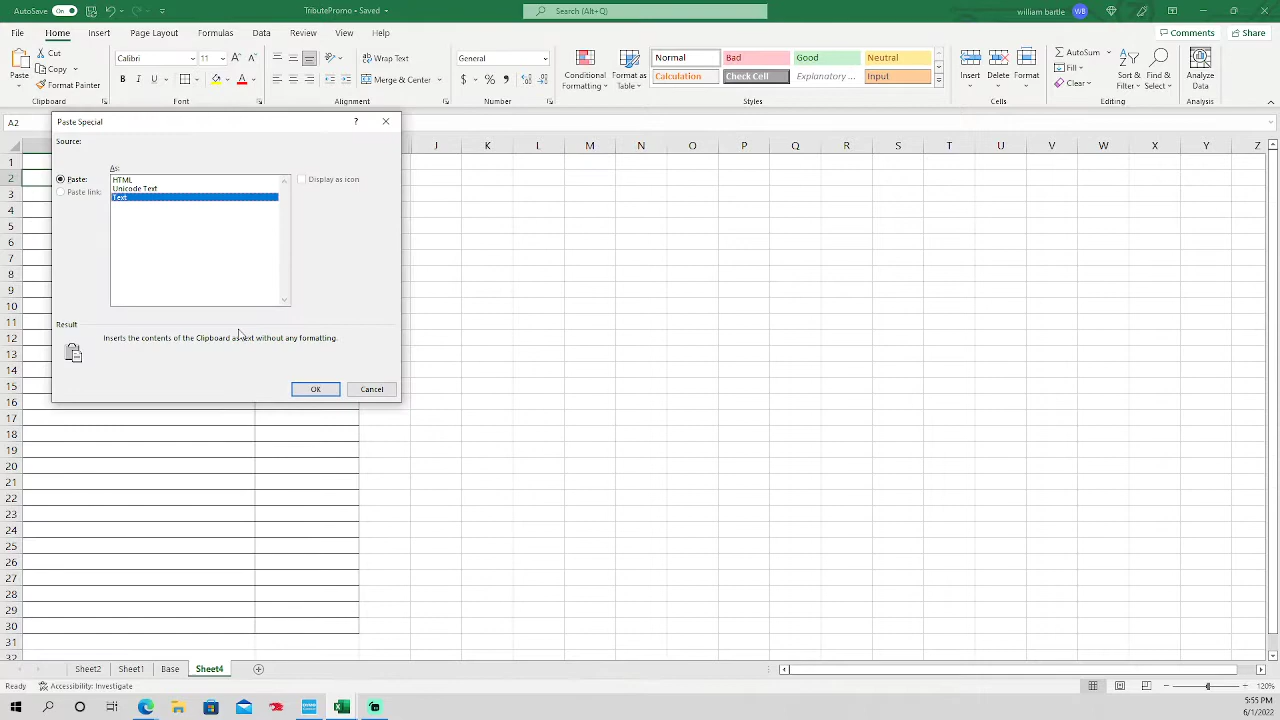 AutoSave On
TributePromo - Saved
Search (Alt+Q)
william bartle WB
File Home Insert Page Layout Formulas Data Review View Help
Comments Share
Paste
Cut
Copy
Format Painter
Clipboard
Calibri 11
B I U
Font
Wrap Text
Merge & Center
Alignment
General
$ % ,
Number
Conditional Formatting
Format as Table
Normal Bad Good Neutral
Calculation Check Cell Explanatory ... Input
Styles
Insert Delete Format
Cells
AutoSum
Fill
Clear
Sort & Filter
Find & Select
Editing
Analyze Data
Analysis
A2
Paste Special ?
Source:
As:
Paste:
Paste link:
HTML
Unicode Text
Text
Display as icon
Result
Inserts the contents of the Clipboard as text without any formatting.
OK Cancel
J K L M N O P Q R S T U V W X Y Z
1
2
3
4
5
6
7
8
9
10
11
12
13
14
15
16
17
18
19
20
21
22
23
24
25
26
27
28
29
30
31
32
Sheet2 Sheet1 Base Sheet4
Ready Accessibility: Investigate
120%
5:55 PM
6/1/2022